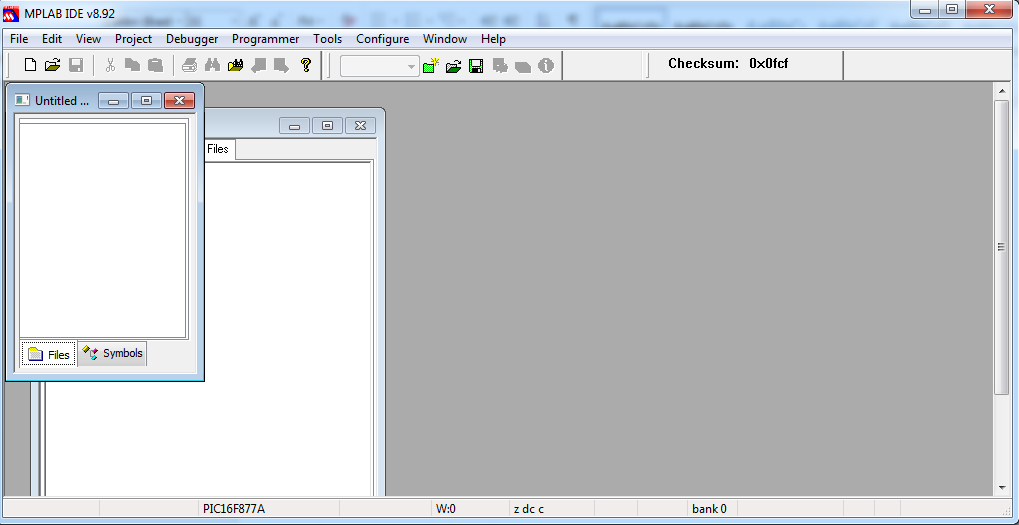 MPLAB IDE v8.92
File Edit View Project Debugger Programmer Tools Configure Window Help
Checksum: 0x0fcf
Untitled ...
Files
Files Symbols
PIC16F877A W:0 z dc c bank 0